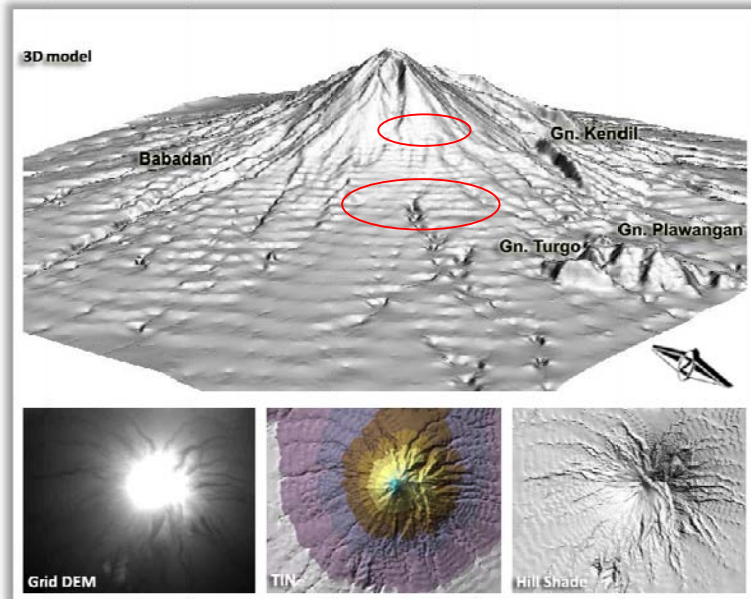 3D model
Gn. Kendil
Babadan
Gn. Plawangan
Gn. Turgo
N
Grid DEM
TIN
Hill Shade